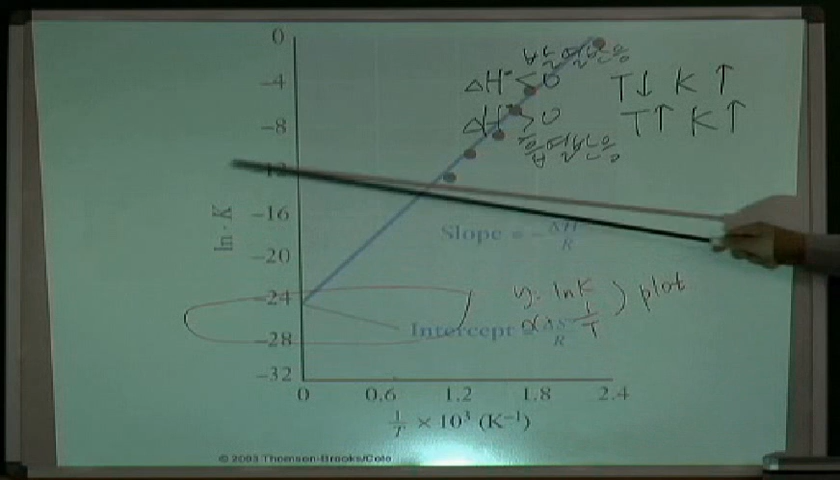 0
-4
-8
-12
-16
-20
-24
-28
-32
ln · K
0 0.6 1.2 1.8 2.4
1/T × 10³ (K⁻¹)
발열반응
ΔH° < 0 T↓ K↑
ΔH° > 0 T↑ K↑
흡열반응
Slope = -ΔH°/R
y: lnK
x: 1/T ) plot
Intercept = ΔS°/R
© 2003 Thomson-Brooks/Cole